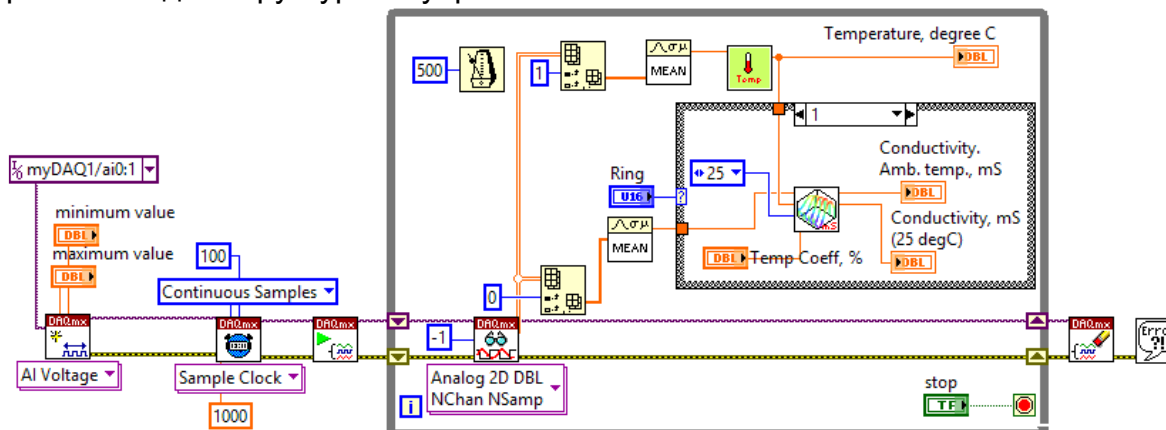 Temperature, degree C
500
1
MEAN
Temp
DBL
1
myDAQ1/ai0:1
Conductivity.
Amb. temp., mS
Ring
25
U16
?
DBL
minimum value
DBL
mS
Conductivity, mS
(25 degC)
MEAN
maximum value
DBL
100
DBL
Temp Coeff, %
DBL
Continuous Samples
0
DAQmx
DAQmx
DAQmx
-1
DAQmx
DAQmx
Error
?!
AI Voltage
Sample Clock
Analog 2D DBL
NChan NSamp
stop
TF
i
1000